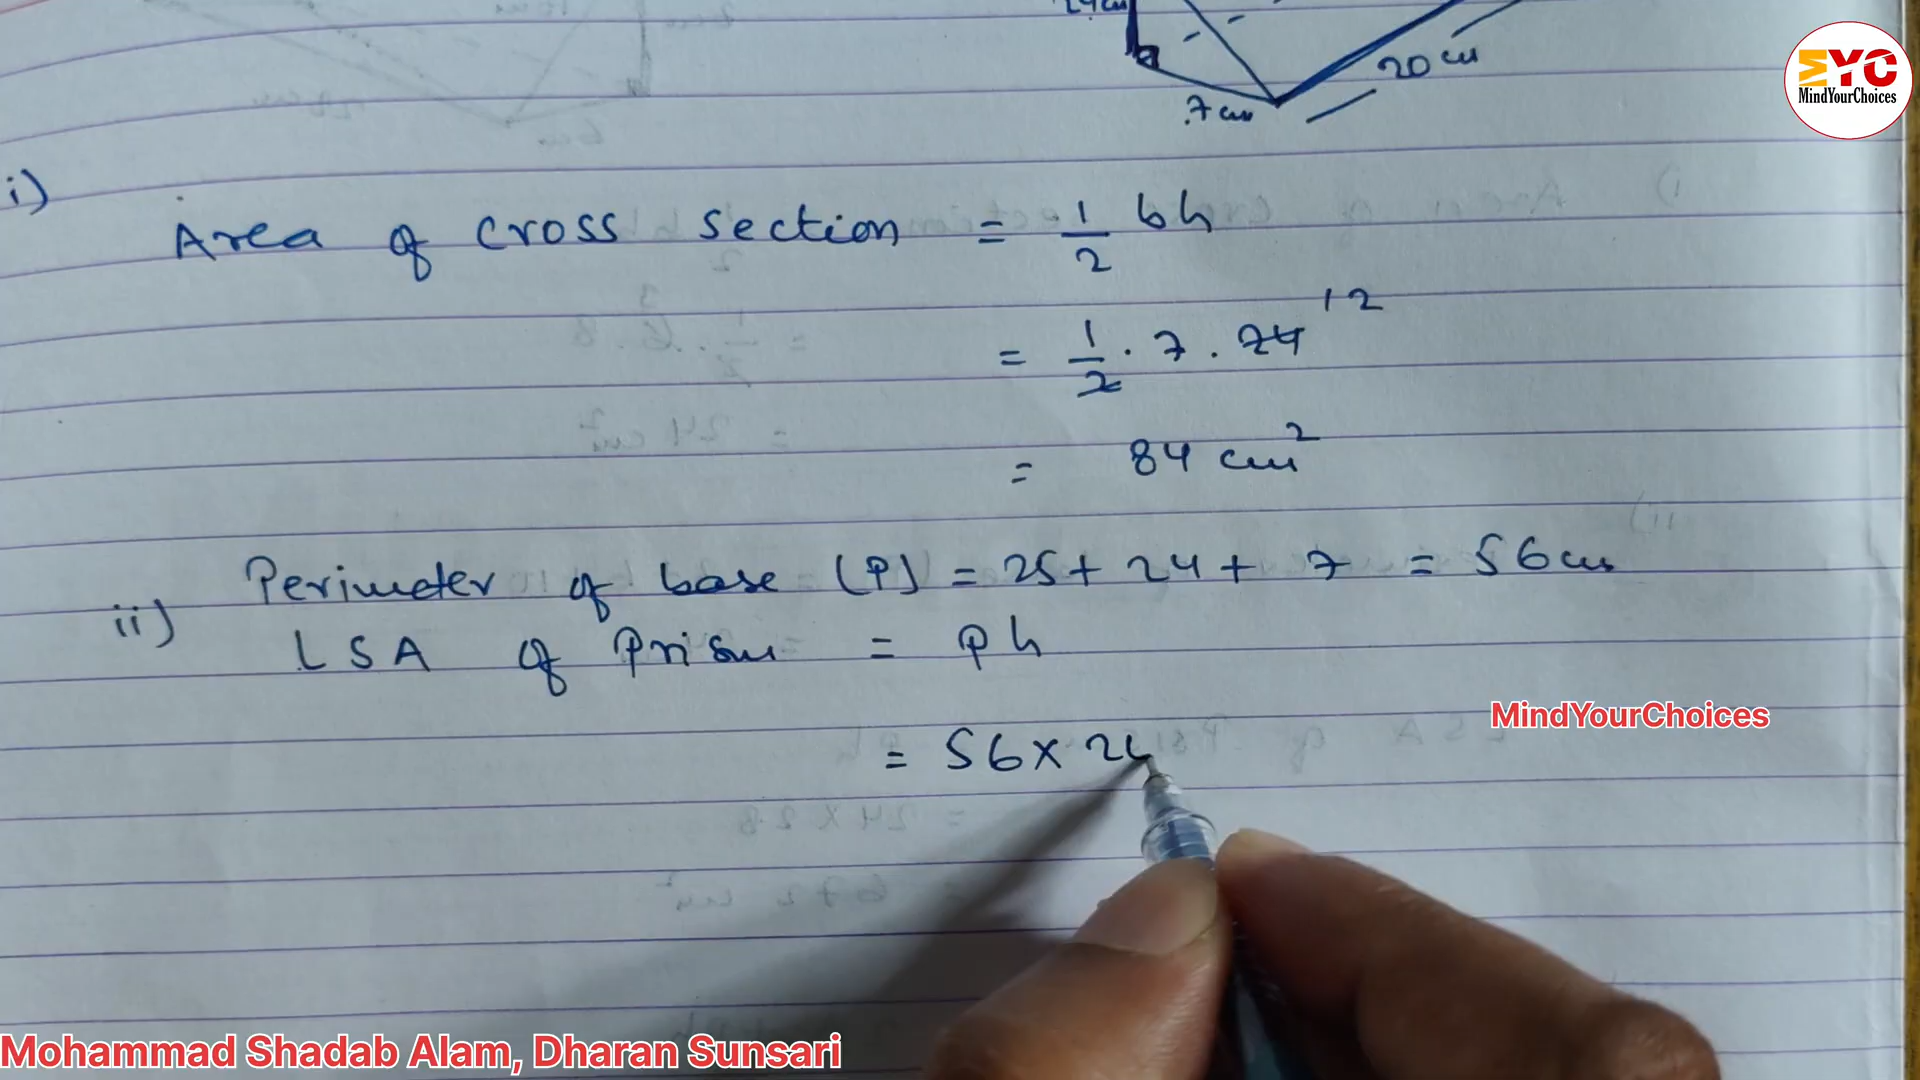 24cm
20 cm
7 cm
MYC
MindYourChoices
i)
Area of cross section = 1/2 bh
= 1/2 . 7 . 24 12
= 84 cm²
Perimeter of base (P) = 25 + 24 + 7 = 56 cm
ii)
LSA of Prism = Ph
MindYourChoices
= 56 x 20
Mohammad Shadab Alam, Dharan Sunsari